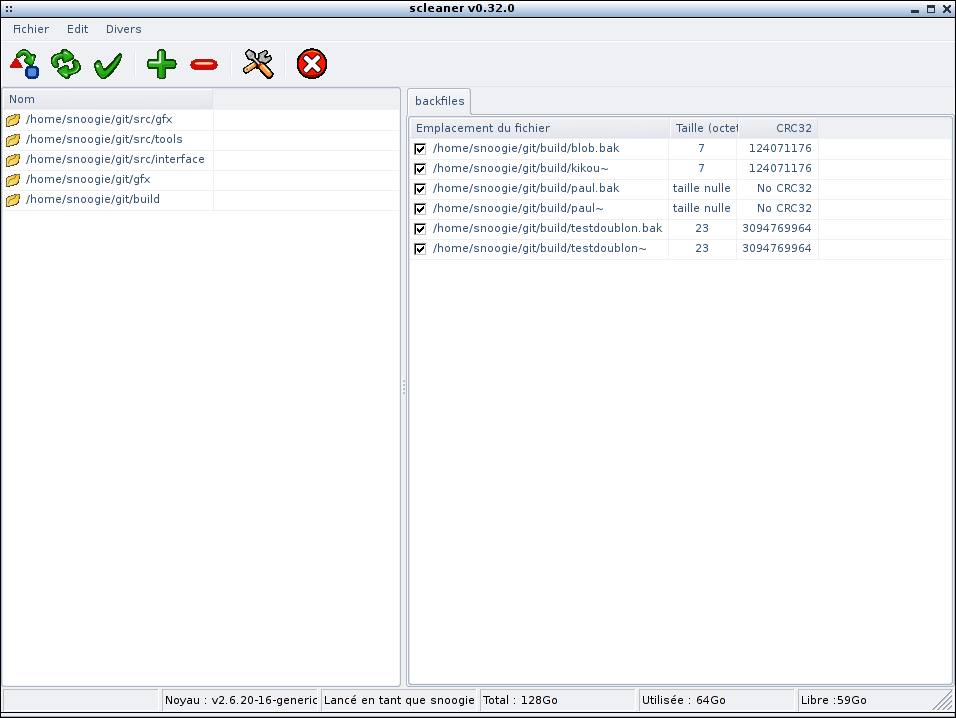 scleaner v0.32.0
Fichier Edit Divers
Nom
/home/snoogie/git/src/gfx
/home/snoogie/git/src/tools
/home/snoogie/git/src/interface
/home/snoogie/git/gfx
/home/snoogie/git/build
backfiles
Emplacement du fichier Taille (octet CRC32
/home/snoogie/git/build/blob.bak 7 124071176
/home/snoogie/git/build/kikou~ 7 124071176
/home/snoogie/git/build/paul.bak taille nulle No CRC32
/home/snoogie/git/build/paul~ taille nulle No CRC32
/home/snoogie/git/build/testdoublon.bak 23 3094769964
/home/snoogie/git/build/testdoublon~ 23 3094769964
Noyau : v2.6.20-16-generic Lancé en tant que snoogie Total : 128Go Utilisée : 64Go Libre :59Go